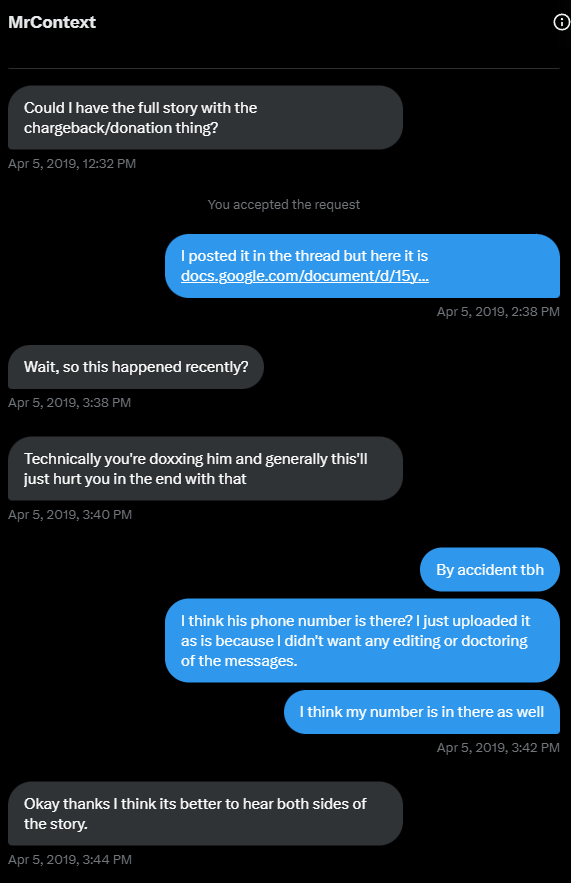 MrContext
Could I have the full story with the
chargeback/donation thing?
Apr 5, 2019, 12:32 PM
You accepted the request
I posted it in the thread but here it is
docs.google.com/document/d/15y...
Apr 5, 2019, 2:38 PM
Wait, so this happened recently?
Apr 5, 2019, 3:38 PM
Technically you're doxxing him and generally this'll
just hurt you in the end with that
Apr 5, 2019, 3:40 PM
By accident tbh
I think his phone number is there? I just uploaded it
as is because I didn't want any editing or doctoring
of the messages.
I think my number is in there as well
Apr 5, 2019, 3:42 PM
Okay thanks I think its better to hear both sides of
the story.
Apr 5, 2019, 3:44 PM